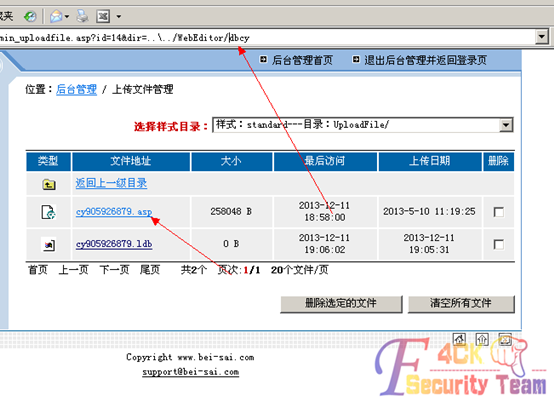 夹
min_uploadfile.asp?id=14&dir=..\../WebEditor/dbcy
后台管理首页 退出后台管理并返回登录页
位置：后台管理 / 上传文件管理
选择样式目录： 样式：standard---目录：UploadFile/
类型 文件地址 大小 最后访问 上传日期 删除
返回上一级目录
cy905926879.asp 258048 B 2013-12-11 18:58:00 2013-5-10 11:19:25
cy905926879.ldb 0 B 2013-12-11 19:06:02 2013-12-11 19:05:31
首页 上一页 下一页 尾页 共2个 页次:1/1 20个文件/页
删除选定的文件 清空所有文件
Copyright www.bei-sai.com
support@bei-sai.com
F4CK
Security Team